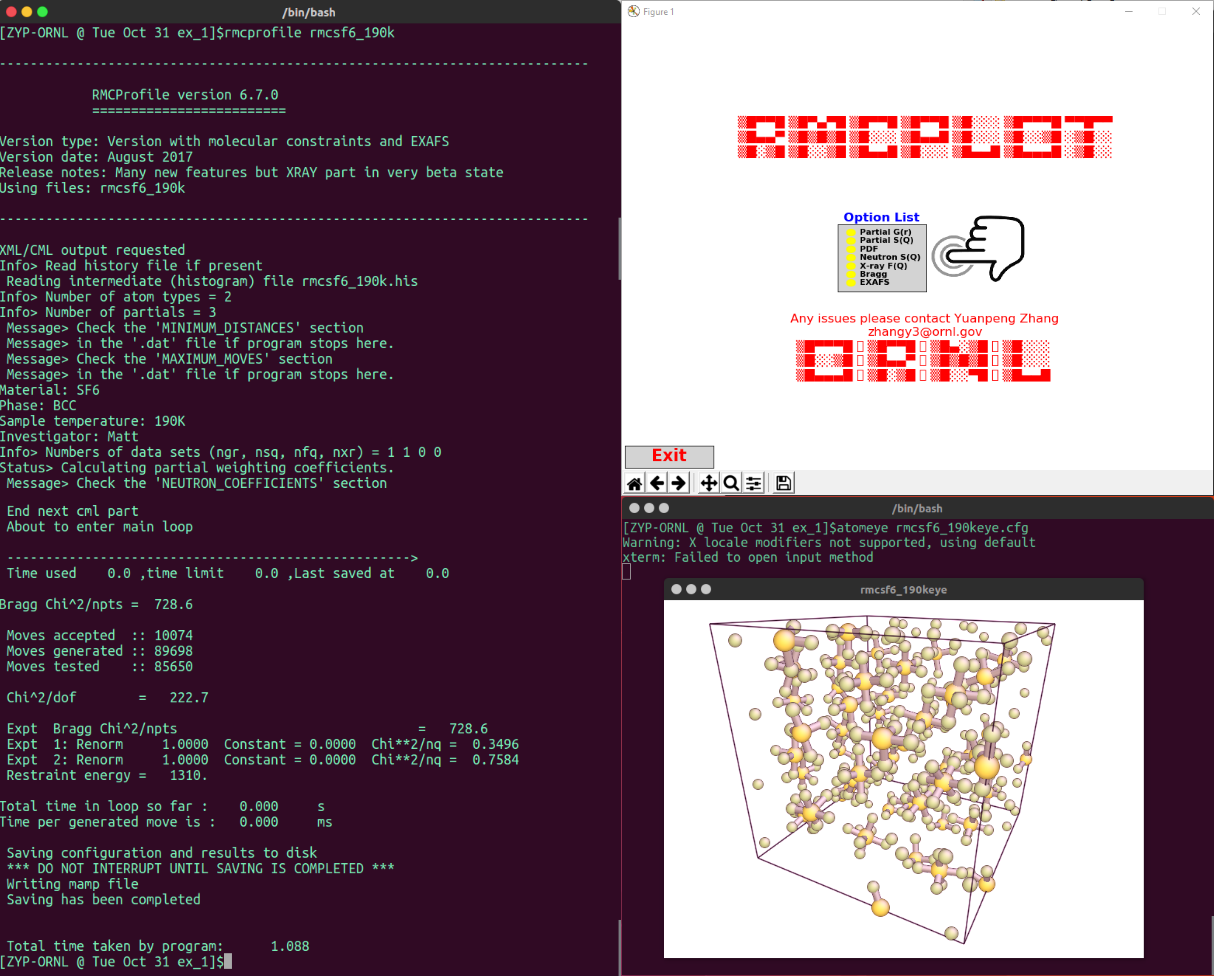 /bin/bash
[ZYP-ORNL @ Tue Oct 31 ex_1]$rmcprofile rmcsf6_190k
----------------------------------------------------------------------------
RMCProfile version 6.7.0
=========================
Version type: Version with molecular constraints and EXAFS
Version date: August 2017
Release notes: Many new features but XRAY part in very beta state
Using files: rmcsf6_190k
----------------------------------------------------------------------------
XML/CML output requested
Info> Read history file if present
Reading intermediate (histogram) file rmcsf6_190k.his
Info> Number of atom types = 2
Info> Number of partials = 3
Message> Check the 'MINIMUM_DISTANCES' section
Message> in the '.dat' file if program stops here.
Message> Check the 'MAXIMUM_MOVES' section
Message> in the '.dat' file if program stops here.
Material: SF6
Phase: BCC
Sample temperature: 190K
Investigator: Matt
Info> Numbers of data sets (ngr, nsq, nfq, nxr) = 1 1 0 0
Status> Calculating partial weighting coefficients.
Message> Check the 'NEUTRON_COEFFICIENTS' section
End next cml part
About to enter main loop
---------------------------------------------------->
Time used    0.0 ,time limit    0.0 ,Last saved at    0.0
Bragg Chi^2/npts =  728.6
Moves accepted  :: 10074
Moves generated :: 89698
Moves tested    :: 85650
Chi^2/dof        =   222.7
Expt  Bragg Chi^2/npts                               =   728.6
Expt  1: Renorm     1.0000  Constant = 0.0000  Chi**2/nq =  0.3496
Expt  2: Renorm     1.0000  Constant = 0.0000  Chi**2/nq =  0.7584
Restraint energy =   1310.
Total time in loop so far :    0.000     s
Time per generated move is :   0.000     ms
Saving configuration and results to disk
*** DO NOT INTERRUPT UNTIL SAVING IS COMPLETED ***
Writing mamp file
Saving has been completed
Total time taken by program:      1.088
[ZYP-ORNL @ Tue Oct 31 ex_1]$
Figure 1
RMCPLOT
Option List
Partial G(r)
Partial S(Q)
PDF
Neutron S(Q)
X-ray F(Q)
Bragg
EXAFS
Any issues please contact Yuanpeng Zhang
zhangy3@ornl.gov
ORNL
Exit
/bin/bash
[ZYP-ORNL @ Tue Oct 31 ex_1]$atomeye rmcsf6_190keye.cfg
Warning: X locale modifiers not supported, using default
xterm: Failed to open input method
rmcsf6_190keye